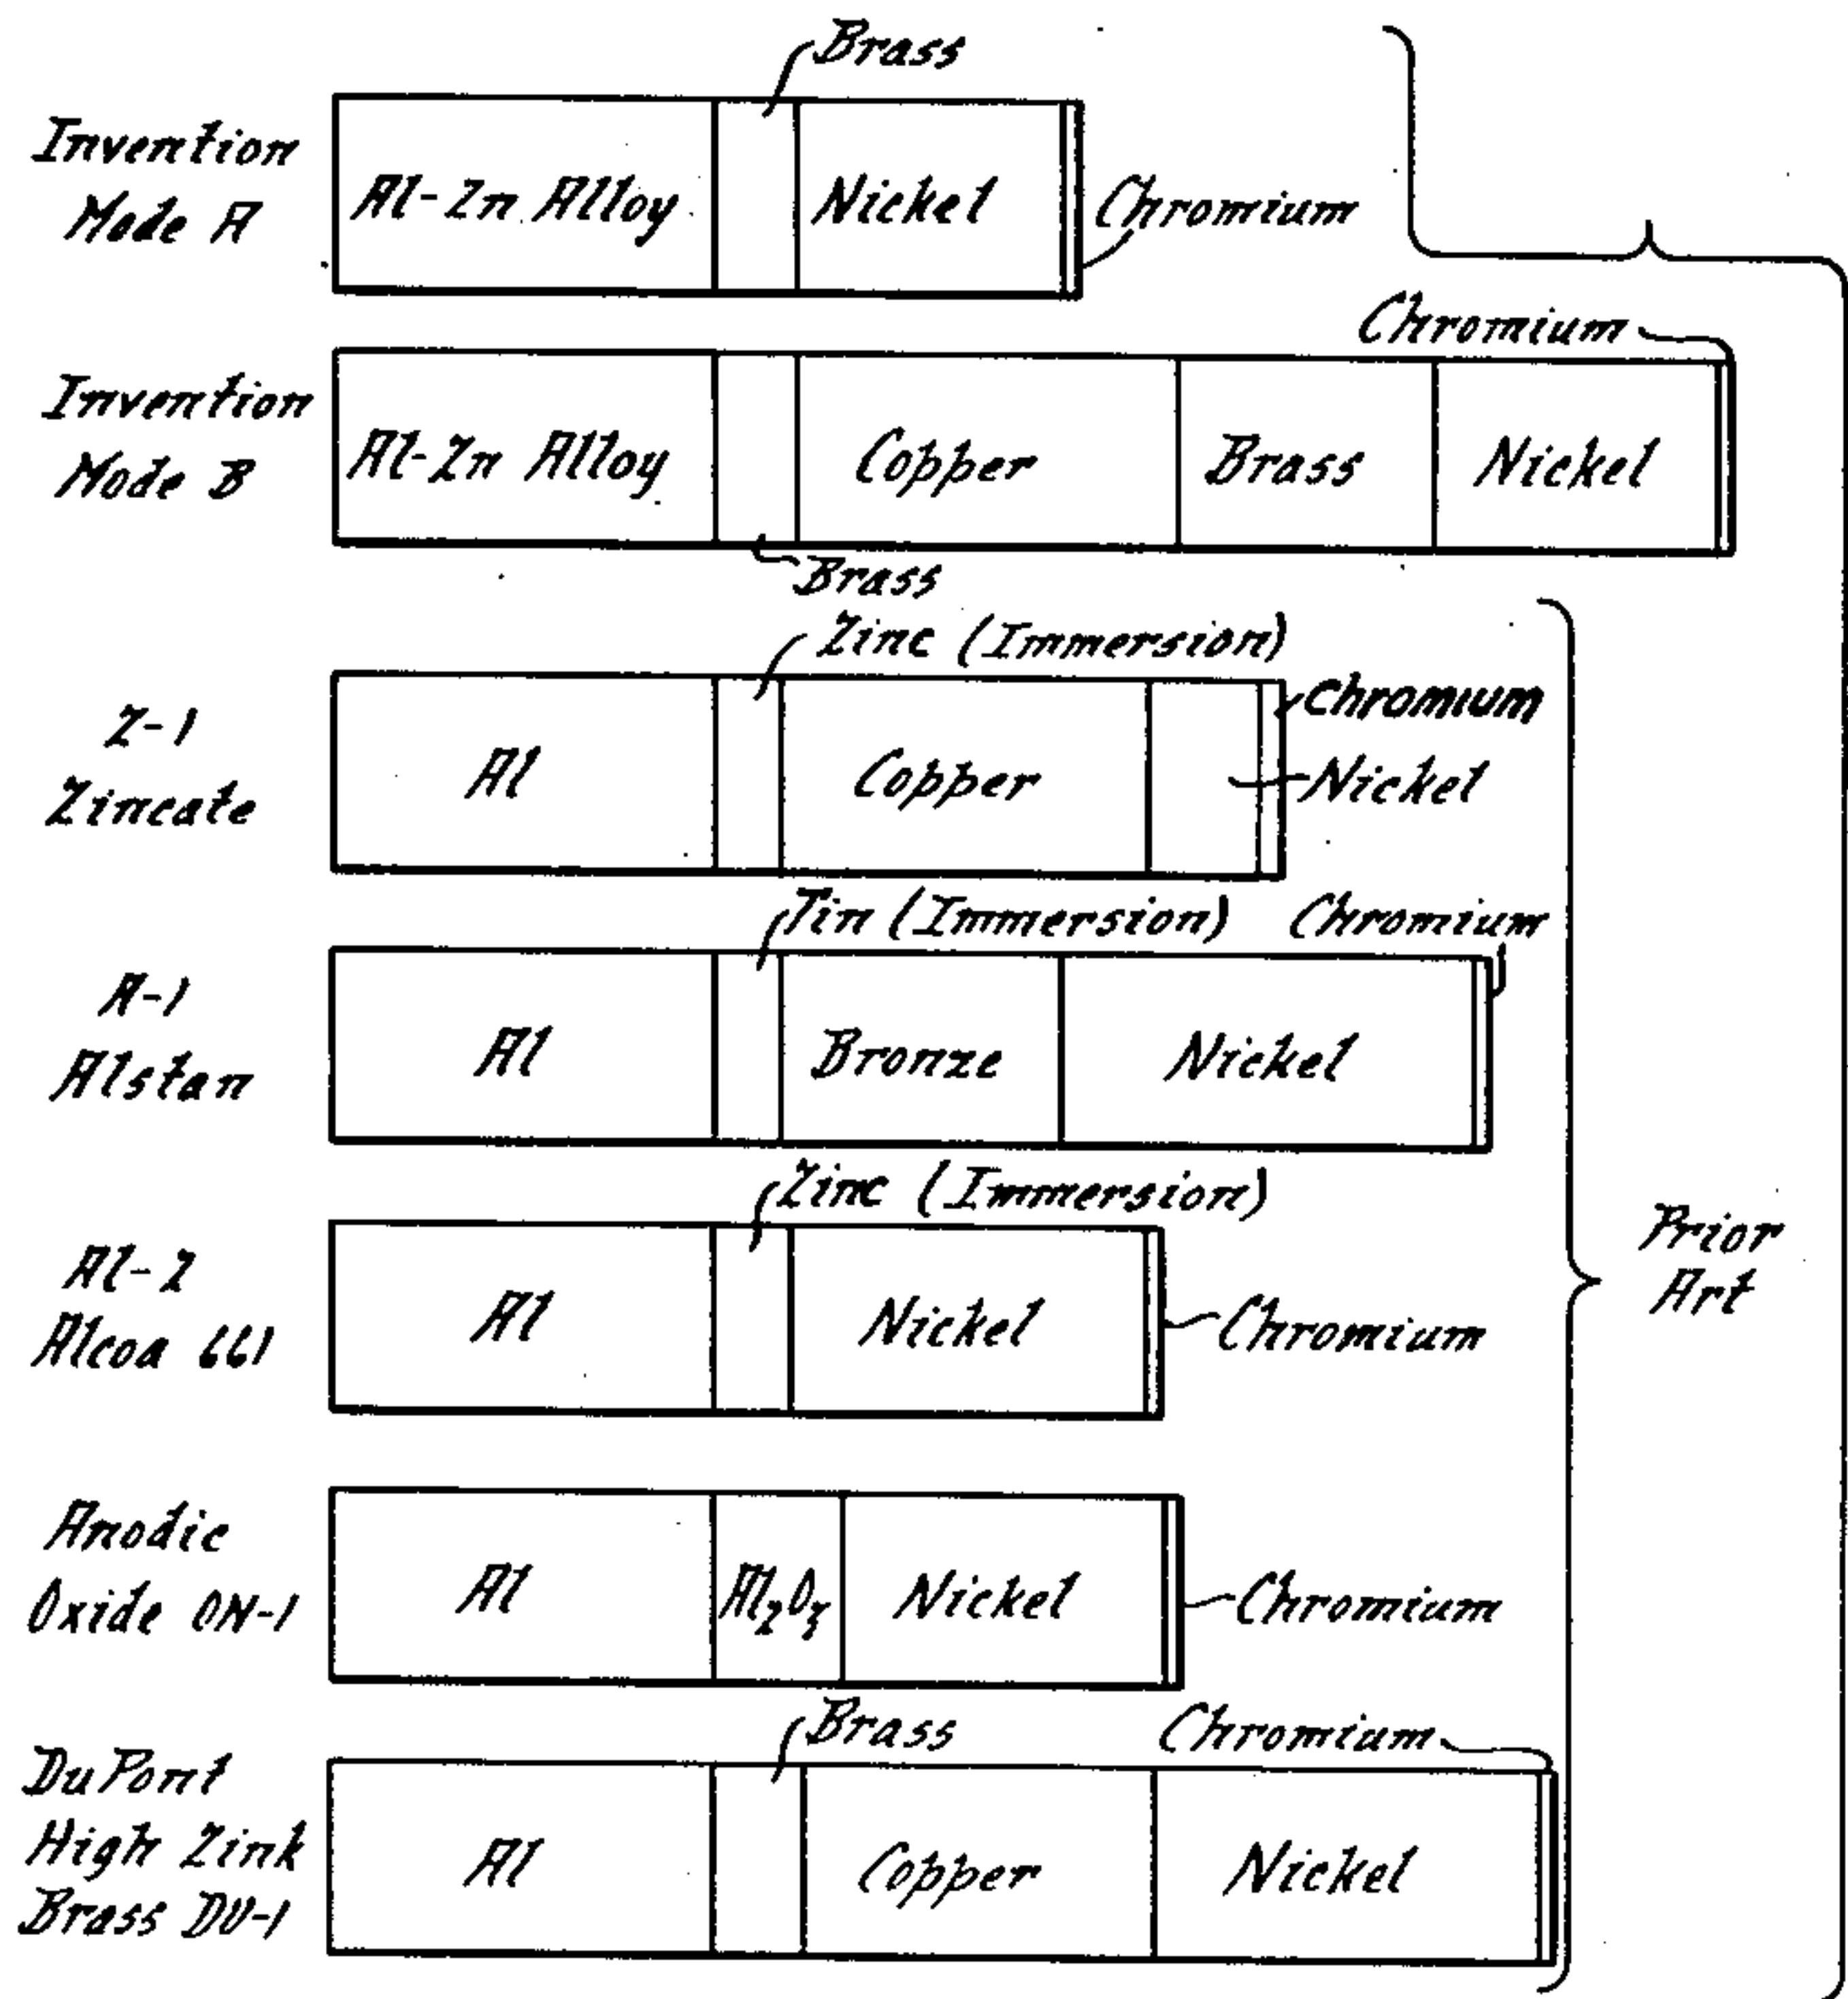 Brass
Invention
Mode A
Al-Zn Alloy
Nickel
Chromium
Chromium
Invention
Mode B
Al-Zn Alloy
Copper
Brass
Nickel
Brass
Zinc (Immersion)
Z-1
Zincate
Al
Copper
Chromium
Nickel
Tin (Immersion)
Chromium
A-1
Alstan
Al
Bronze
Nickel
Zinc (Immersion)
Al-2
Alcoa 661
Al
Nickel
Chromium
Prior
Art
Anodic
Oxide ON-1
Al
Al₂O₃
Nickel
Chromium
Brass
Chromium
DuPont
High Zink
Brass DU-1
Al
Copper
Nickel